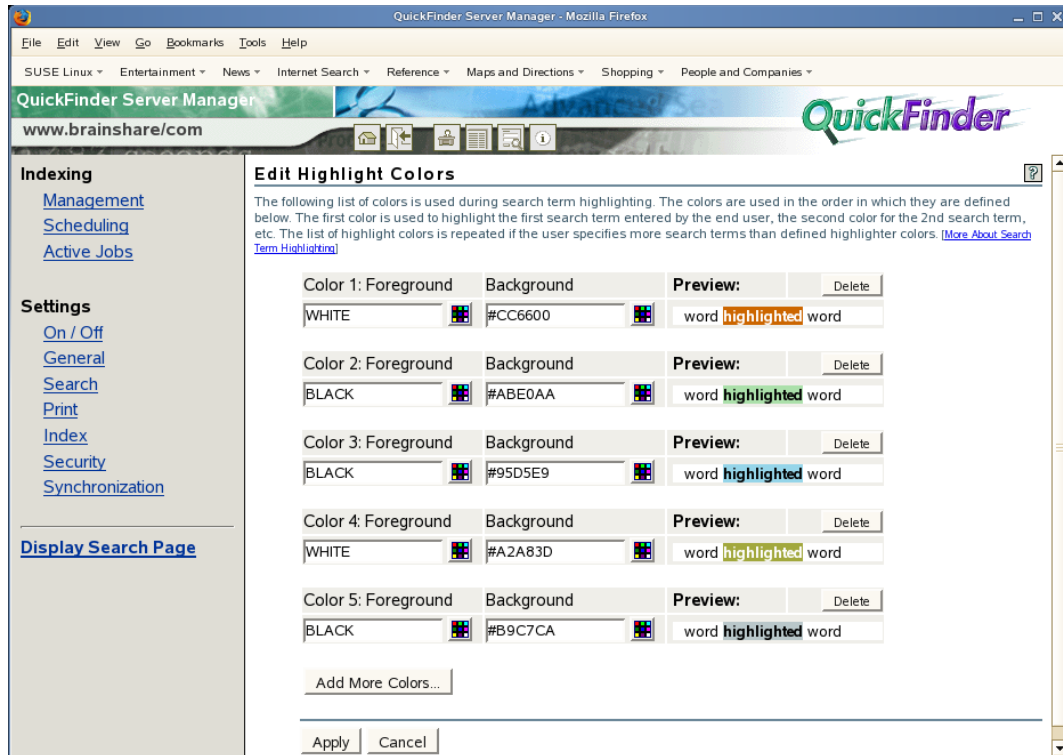 QuickFinder Server Manager - Mozilla Firefox
File Edit View Go Bookmarks Tools Help
SUSE Linux Entertainment News Internet Search Reference Maps and Directions Shopping People and Companies
QuickFinder Server Manager
Advanced Sea
QuickFinder
www.brainshare/com
Indexing
Management
Scheduling
Active Jobs
Settings
On / Off
General
Search
Print
Index
Security
Synchronization
Display Search Page
Edit Highlight Colors
?
The following list of colors is used during search term highlighting. The colors are used in the order in which they are defined
below. The first color is used to highlight the first search term entered by the end user, the second color for the 2nd search term,
etc. The list of highlight colors is repeated if the user specifies more search terms than defined highlighter colors. [More About Search
Term Highlighting]
Color 1: Foreground Background Preview: Delete
WHITE #CC6600 word highlighted word
Color 2: Foreground Background Preview: Delete
BLACK #ABE0AA word highlighted word
Color 3: Foreground Background Preview: Delete
BLACK #95D5E9 word highlighted word
Color 4: Foreground Background Preview: Delete
WHITE #A2A83D word highlighted word
Color 5: Foreground Background Preview: Delete
BLACK #B9C7CA word highlighted word
Add More Colors...
Apply Cancel